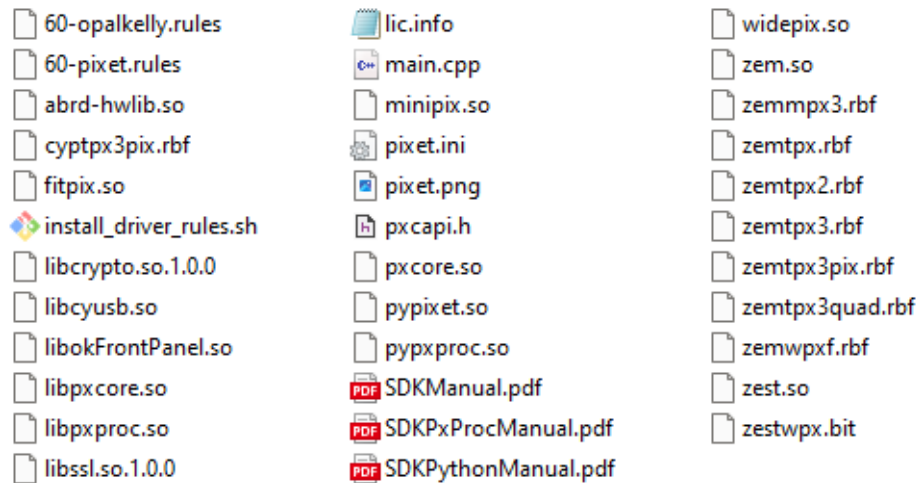 60-opalkelly.rules
60-pixet.rules
abrd-hwlib.so
cyptpx3pix.rbf
fitpix.so
install_driver_rules.sh
libcrypto.so.1.0.0
libcyusb.so
libokFrontPanel.so
libpxcore.so
libpxproc.so
libssl.so.1.0.0
lic.info
C++ main.cpp
minipix.so
pixet.ini
pixet.png
h pxcapi.h
pxcore.so
pypixet.so
pypxproc.so
PDF SDKManual.pdf
PDF SDKPxProcManual.pdf
PDF SDKPythonManual.pdf
widepix.so
zem.so
zemmpx3.rbf
zemtpx.rbf
zemtpx2.rbf
zemtpx3.rbf
zemtpx3pix.rbf
zemtpx3quad.rbf
zemwpxf.rbf
zest.so
zestwpx.bit